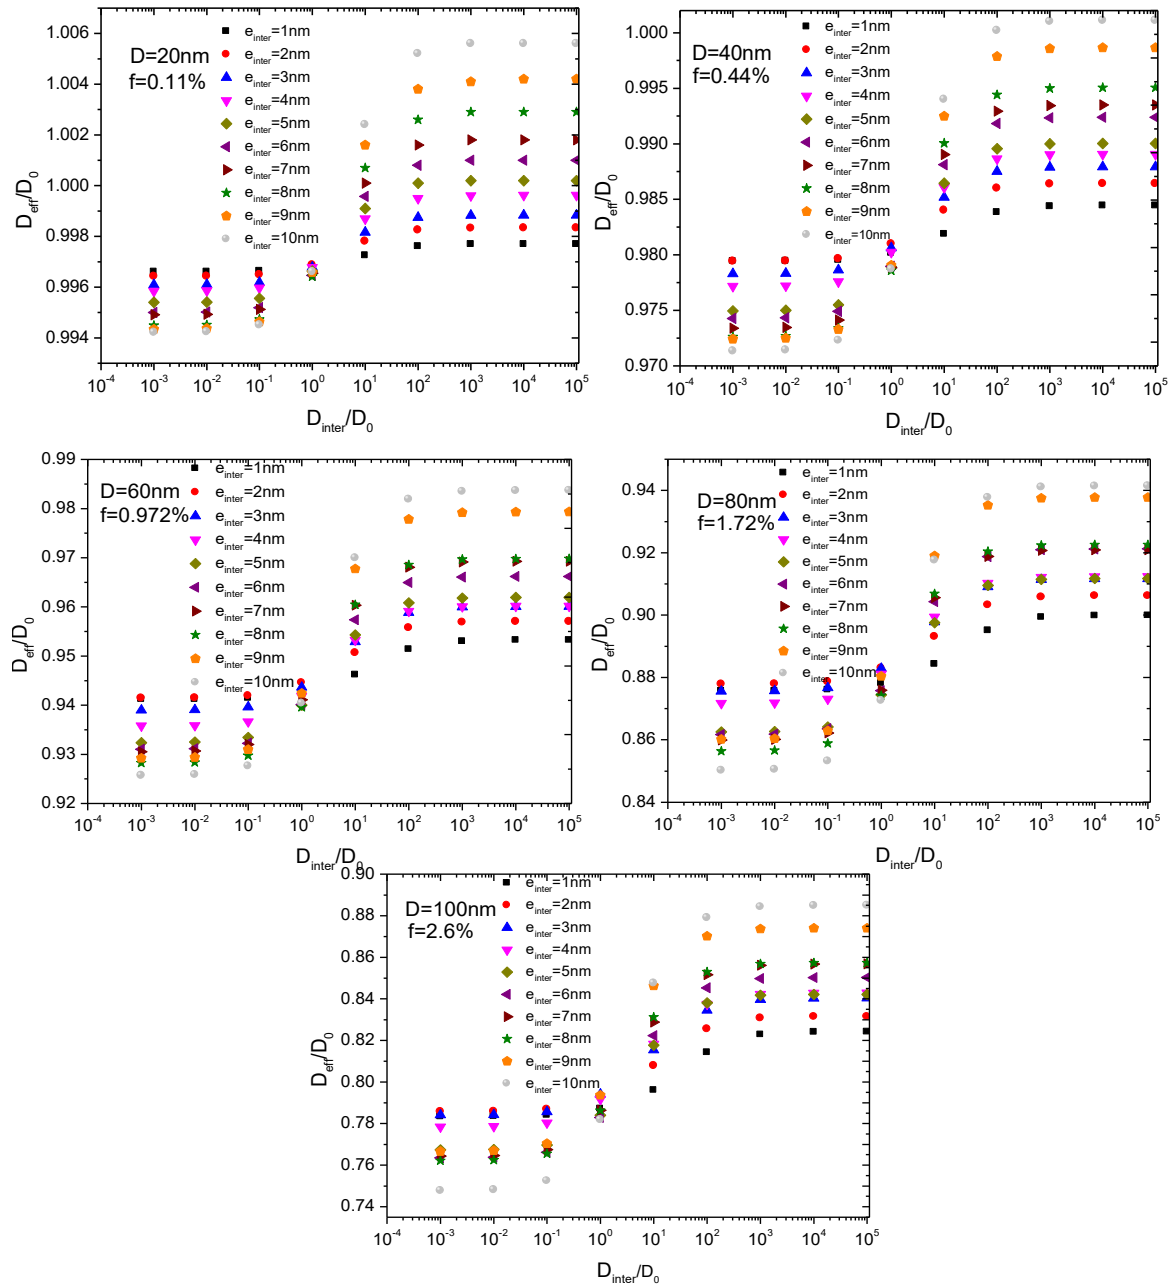 1.006
1.004
1.002
1.000
0.998
0.996
0.994
D=20nm
f=0.11%
e_inter=1nm
e_inter=2nm
e_inter=3nm
e_inter=4nm
e_inter=5nm
e_inter=6nm
e_inter=7nm
e_inter=8nm
e_inter=9nm
e_inter=10nm
D_eff/D_0
10^-4 10^-3 10^-2 10^-1 10^0 10^1 10^2 10^3 10^4 10^5
D_inter/D_0
1.000
0.995
0.990
0.985
0.980
0.975
0.970
D=40nm
f=0.44%
e_inter=1nm
e_inter=2nm
e_inter=3nm
e_inter=4nm
e_inter=5nm
e_inter=6nm
e_inter=7nm
e_inter=8nm
e_inter=9nm
e_inter=10nm
D_eff/D_0
10^-4 10^-3 10^-2 10^-1 10^0 10^1 10^2 10^3 10^4 10^5
D_inter/D_0
0.99
0.98
0.97
0.96
0.95
0.94
0.93
0.92
D=60nm
f=0.972%
e_inter=1nm
e_inter=2nm
e_inter=3nm
e_inter=4nm
e_inter=5nm
e_inter=6nm
e_inter=7nm
e_inter=8nm
e_inter=9nm
e_inter=10nm
D_eff/D_0
10^-4 10^-3 10^-2 10^-1 10^0 10^1 10^2 10^3 10^4 10^5
D_inter/D_0
0.94
0.92
0.90
0.88
0.86
0.84
D=80nm
f=1.72%
e_inter=1nm
e_inter=2nm
e_inter=3nm
e_inter=4nm
e_inter=5nm
e_inter=6nm
e_inter=7nm
e_inter=8nm
e_inter=9nm
e_inter=10nm
D_eff/D_0
10^-4 10^-3 10^-2 10^-1 10^0 10^1 10^2 10^3 10^4 10^5
D_inter/D_0
0.90
0.88
0.86
0.84
0.82
0.80
0.78
0.76
0.74
D=100nm
f=2.6%
e_inter=1nm
e_inter=2nm
e_inter=3nm
e_inter=4nm
e_inter=5nm
e_inter=6nm
e_inter=7nm
e_inter=8nm
e_inter=9nm
e_inter=10nm
D_eff/D_0
10^-4 10^-3 10^-2 10^-1 10^0 10^1 10^2 10^3 10^4 10^5
D_inter/D_0